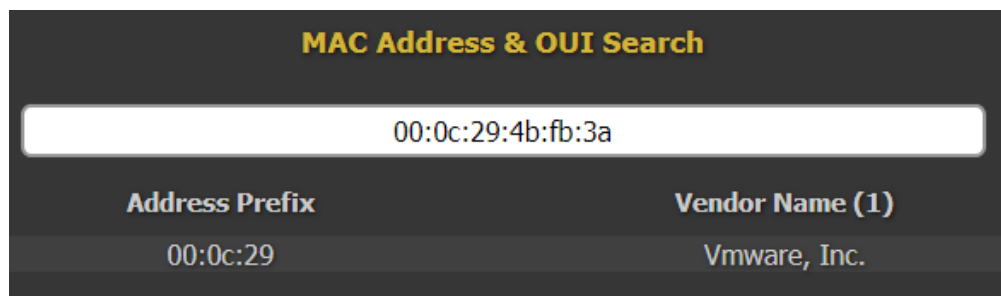 MAC Address & OUI Search
00:0c:29:4b:fb:3a
Address Prefix Vendor Name (1)
00:0c:29 Vmware, Inc.